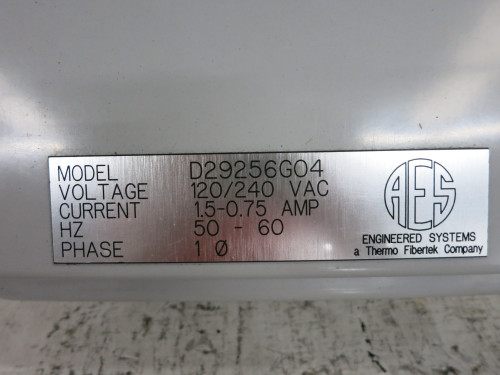 MODEL D29256G04
VOLTAGE 120/240 VAC
CURRENT 1.5-0.75 AMP
HZ 50 - 60
PHASE 1 Ø
AES
ENGINEERED SYSTEMS
a Thermo Fibertek Company